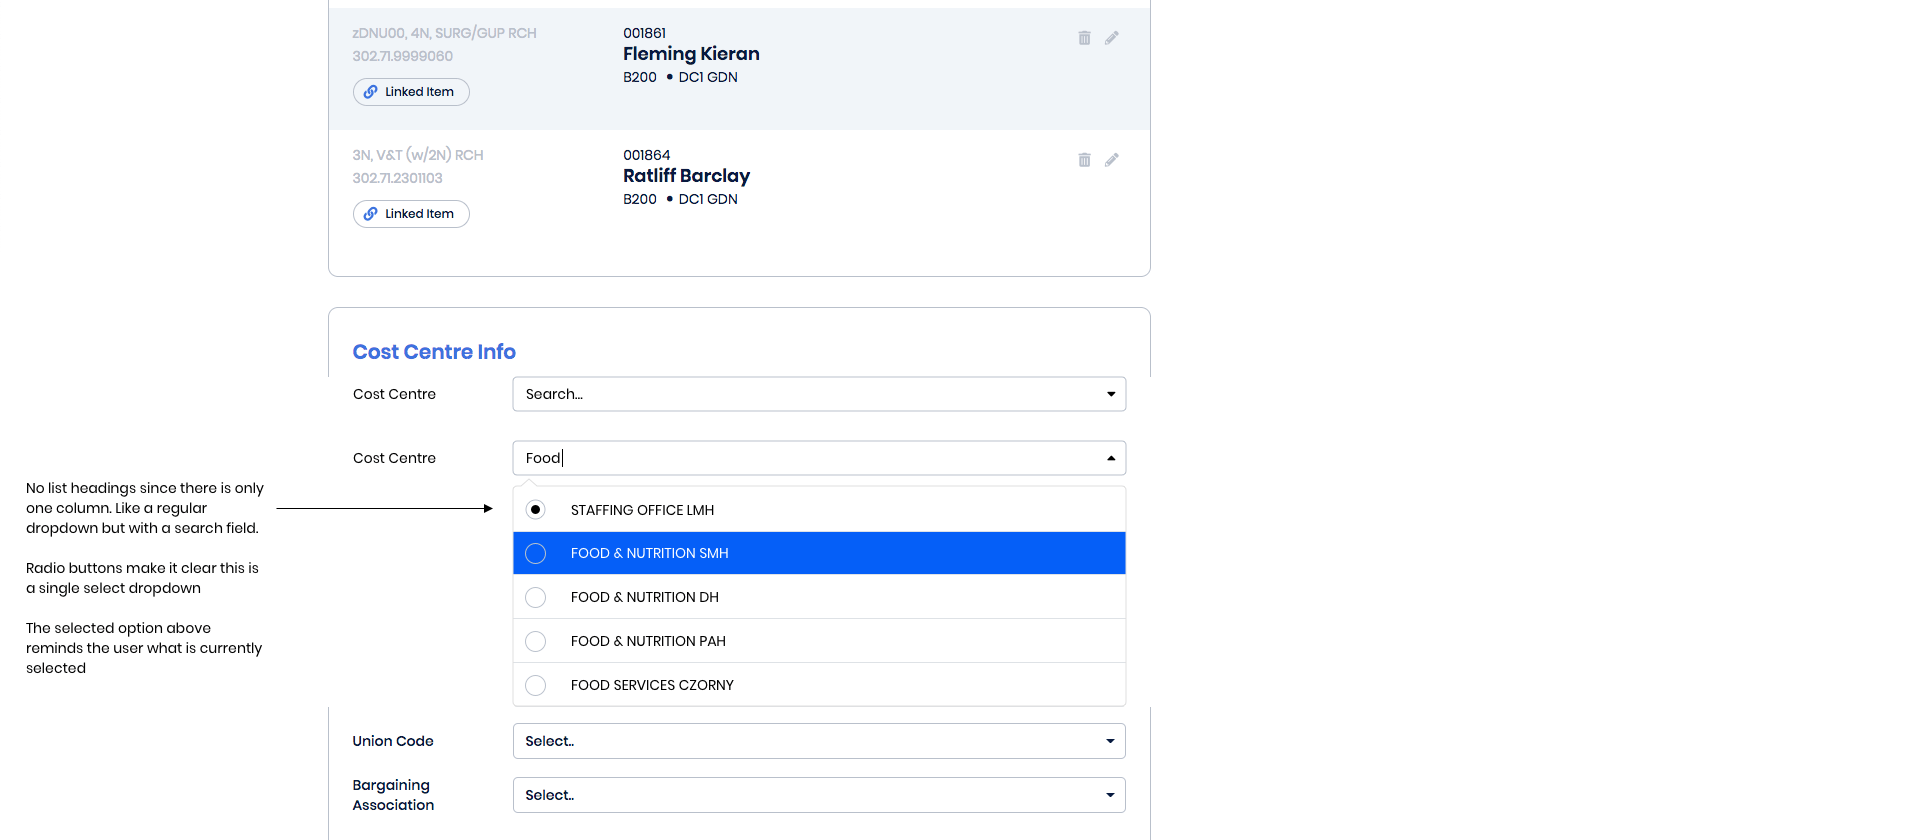 zDNU00, 4N, SURG/GUP RCH
302.71.9999060
Linked Item
001861
Fleming Kieran
B200 • DC1 GDN
3N, V&T (w/2N) RCH
302.71.2301103
Linked Item
001864
Ratliff Barclay
B200 • DC1 GDN
Cost Centre Info
Cost Centre
Search...
Cost Centre
Food
No list headings since there is only
one column. Like a regular
dropdown but with a search field.
Radio buttons make it clear this is
a single select dropdown
The selected option above
reminds the user what is currently
selected
STAFFING OFFICE LMH
FOOD & NUTRITION SMH
FOOD & NUTRITION DH
FOOD & NUTRITION PAH
FOOD SERVICES CZORNY
Union Code
Select..
Bargaining
Association
Select..